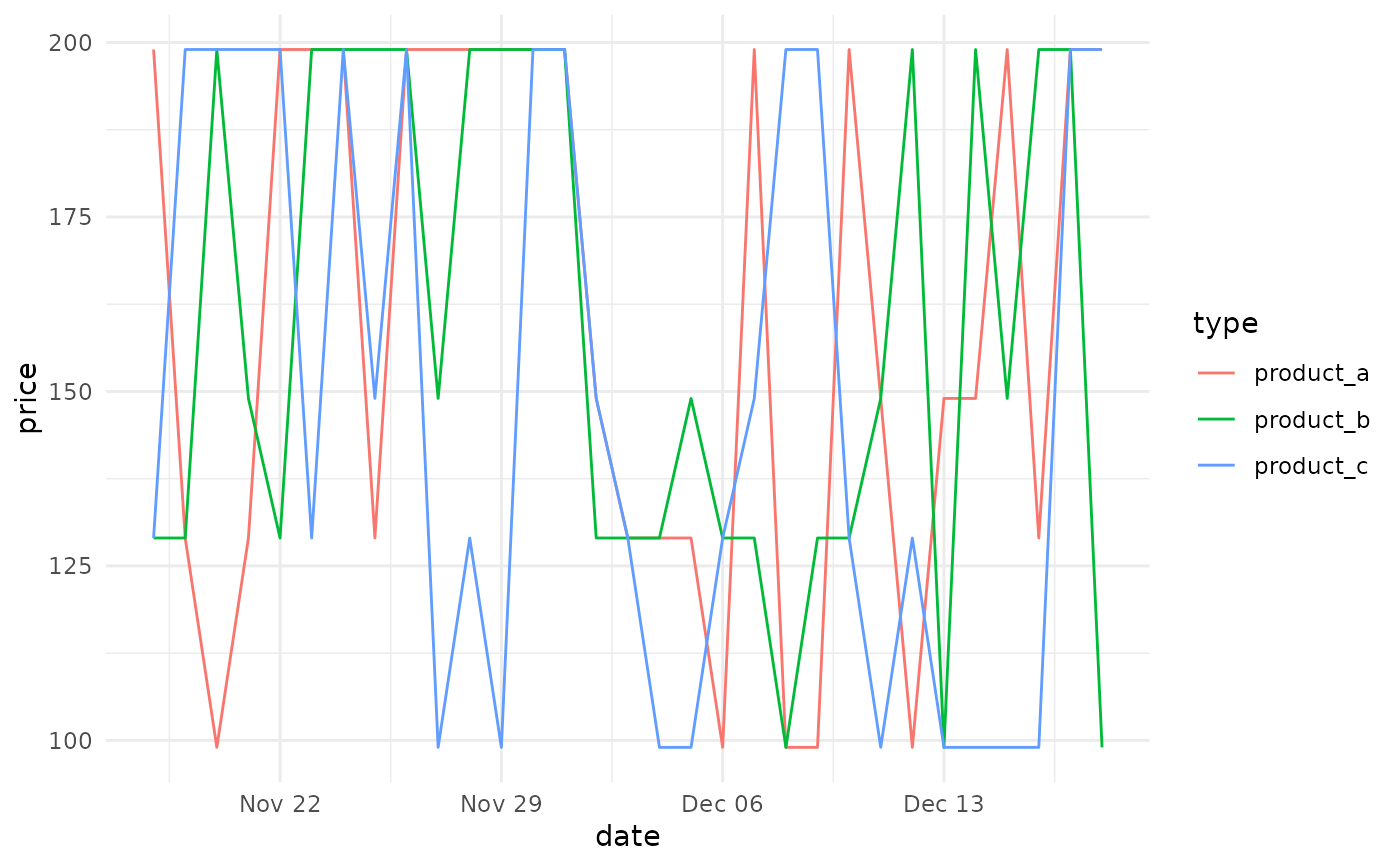 200
175
150
125
100
price
Nov 22
Nov 29
Dec 06
Dec 13
date
type
product_a
product_b
product_c